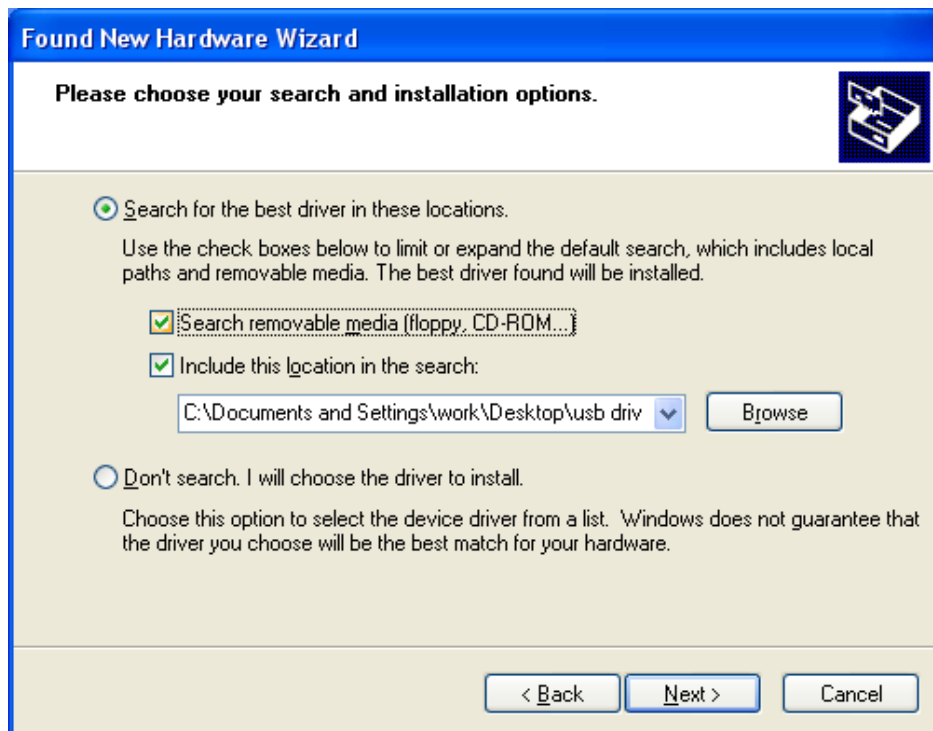 Found New Hardware Wizard
Please choose your search and installation options.
Search for the best driver in these locations.
Use the check boxes below to limit or expand the default search, which includes local
paths and removable media. The best driver found will be installed.
Search removable media (floppy, CD-ROM...)
Include this location in the search:
C:\Documents and Settings\work\Desktop\usb driv
Browse
Don't search. I will choose the driver to install.
Choose this option to select the device driver from a list. Windows does not guarantee that
the driver you choose will be the best match for your hardware.
< Back
Next >
Cancel